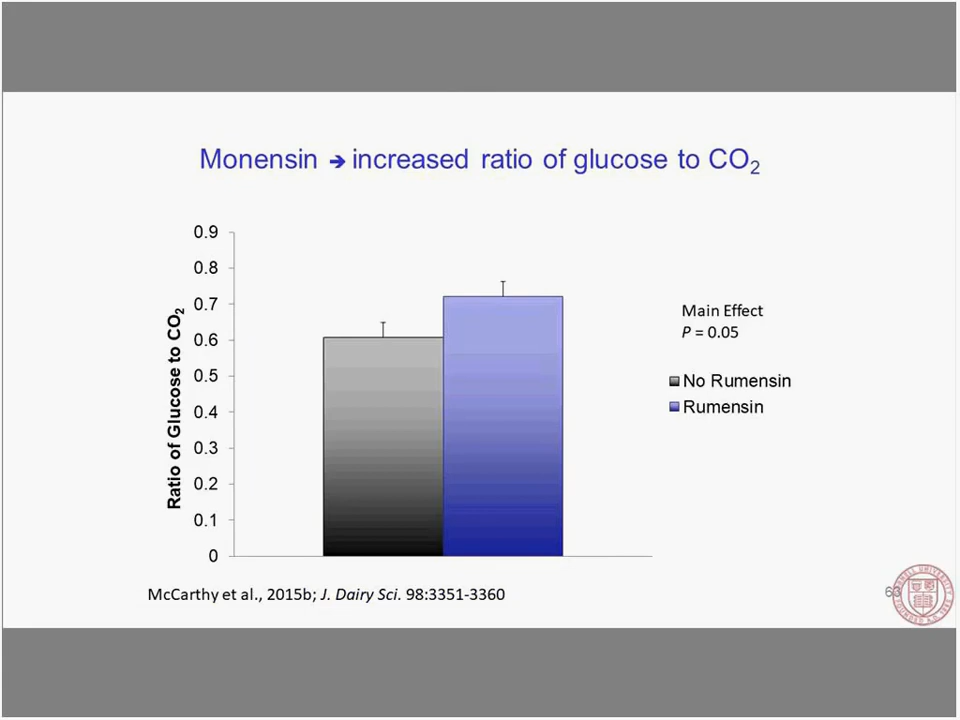 Monensin ➔ increased ratio of glucose to CO₂
0.9
0.8
0.7
0.6
0.5
0.4
0.3
0.2
0.1
0
Ratio of Glucose to CO₂
Main Effect
P = 0.05
No Rumensin
Rumensin
McCarthy et al., 2015b; J. Dairy Sci. 98:3351-3360
63